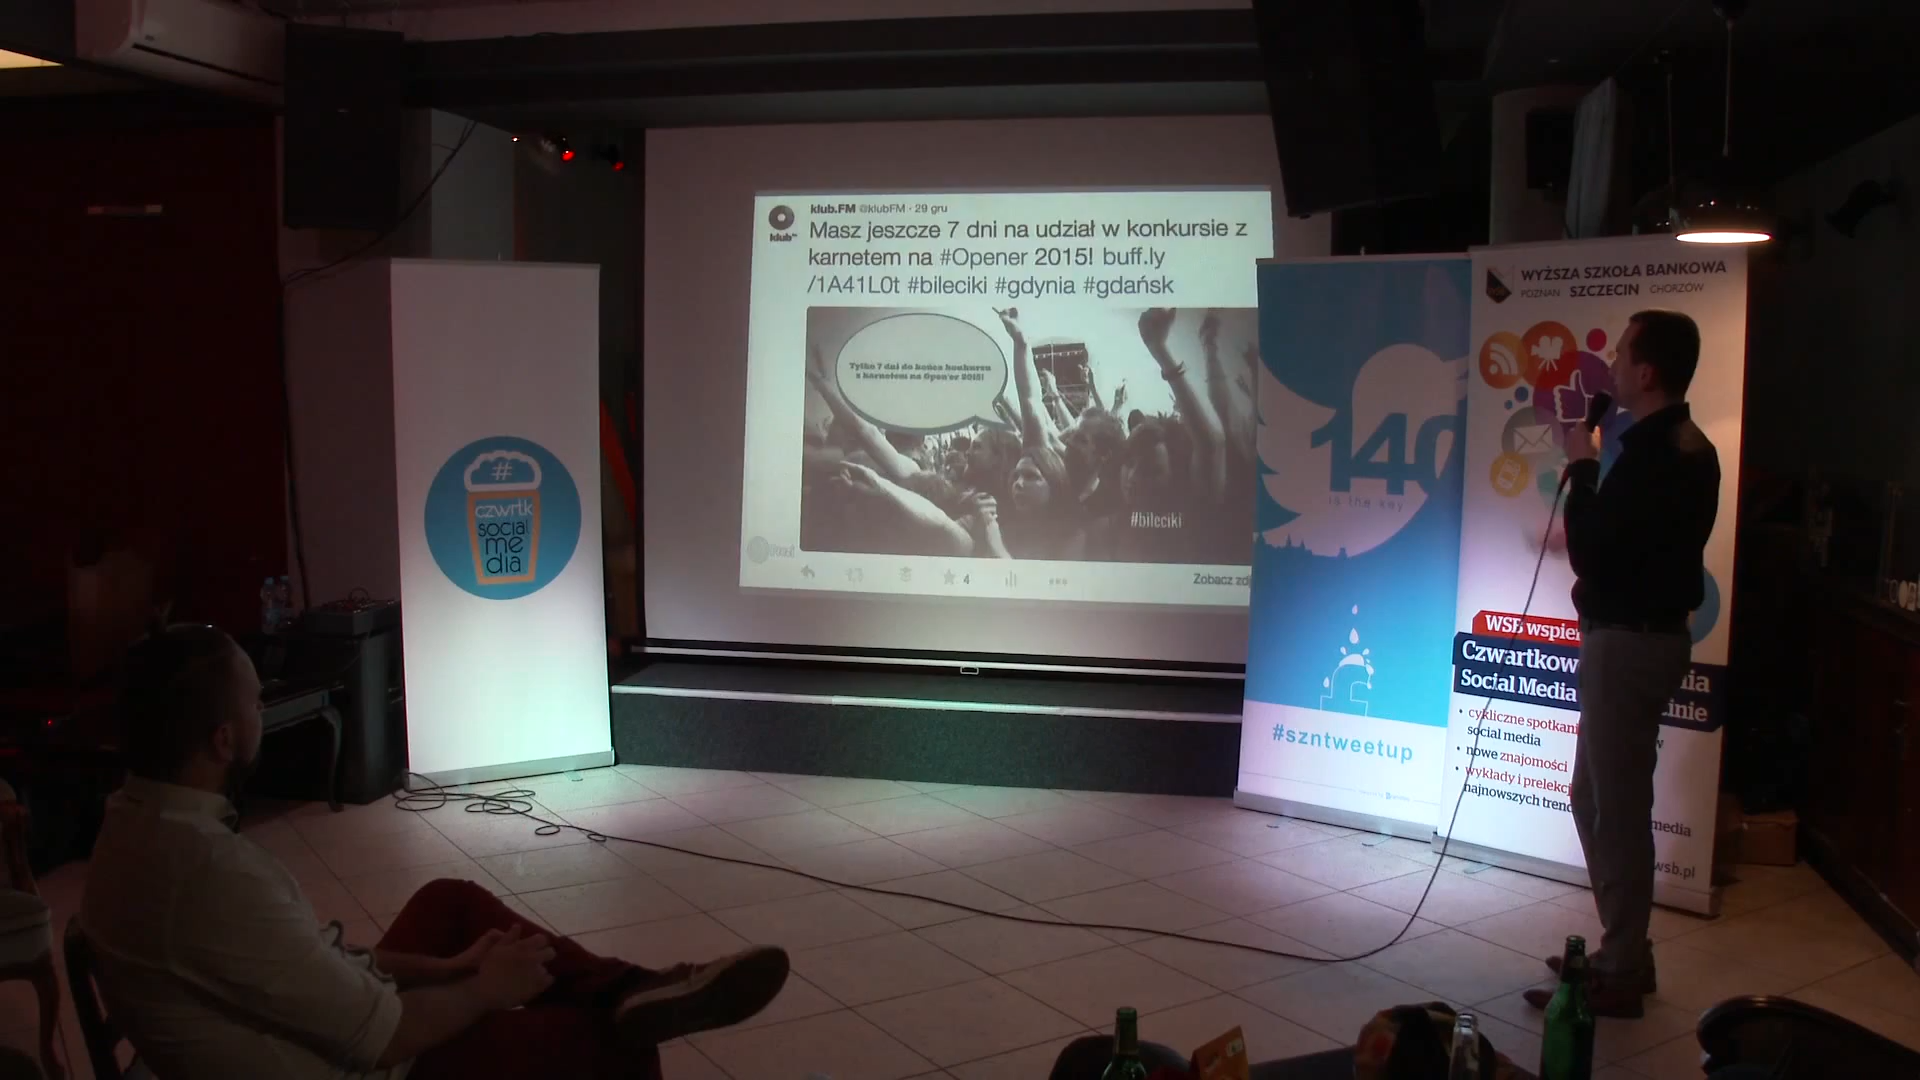 klub.FM @klubFM · 29 gru
Masz jeszcze 7 dni na udział w konkursie z
karnetem na #Opener 2015! buff.ly
/1A41L0t #bileciki #gdynia #gdańsk
klub
Tylko 7 dni do końca konkursu
z karnetem na Open'er 2015!
#bileciki
4
Zobacz zdj
#
czwrtk
social
me
dia
140
is the key
#szntweetup
WYŻSZA SZKOŁA BANKOWA
POZNAŃ SZCZECIN CHORZÓW
WSB wspier
Czwartkow
Social Media
nia
cinie
• cykliczne spotkani
social media
• nowe znajomości
• wykłady i prelekcj
najnowszych trend
media
wsb.pl